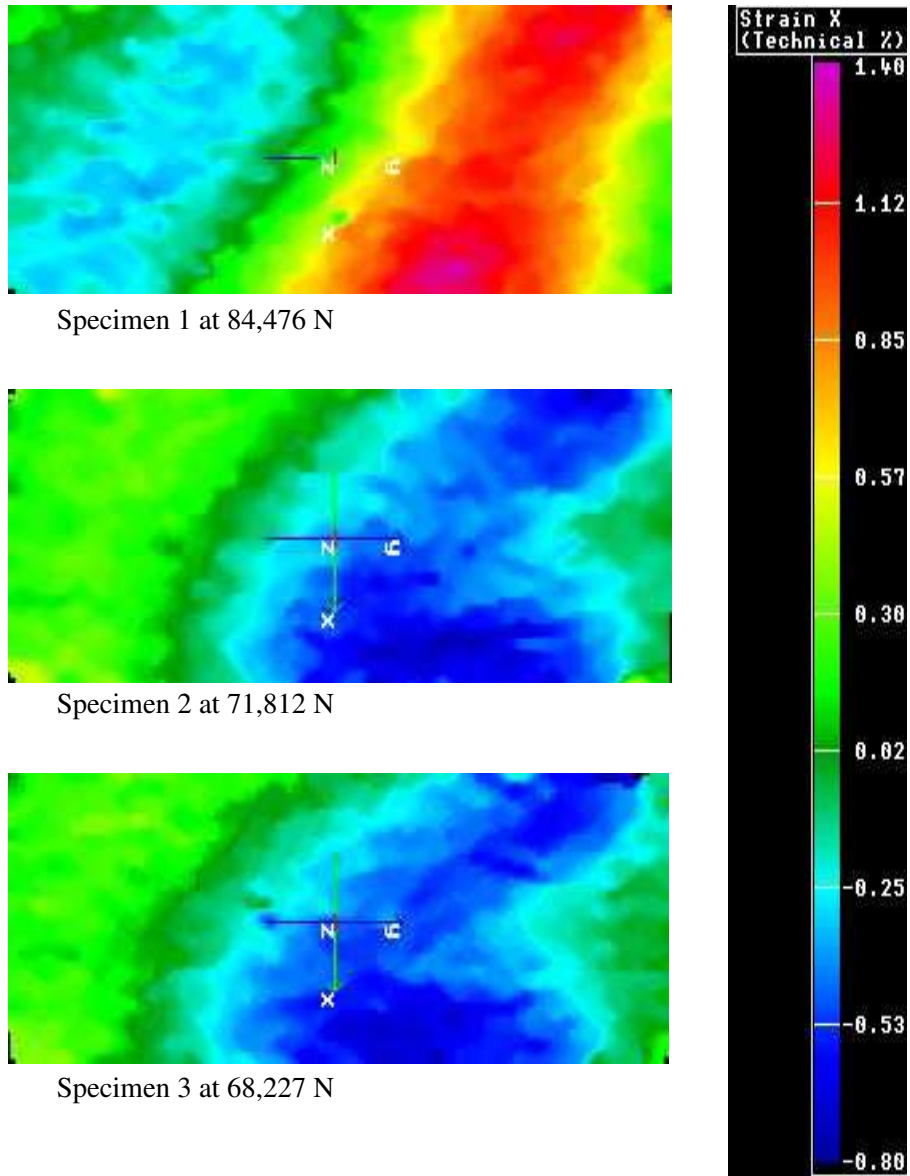 Strain X
(Technical %)
1.40
1.12
0.85
0.57
0.30
0.02
-0.25
-0.53
-0.80
Z y
x
Specimen 1 at 84,476 N
Z y
x
Specimen 2 at 71,812 N
Z y
x
Specimen 3 at 68,227 N